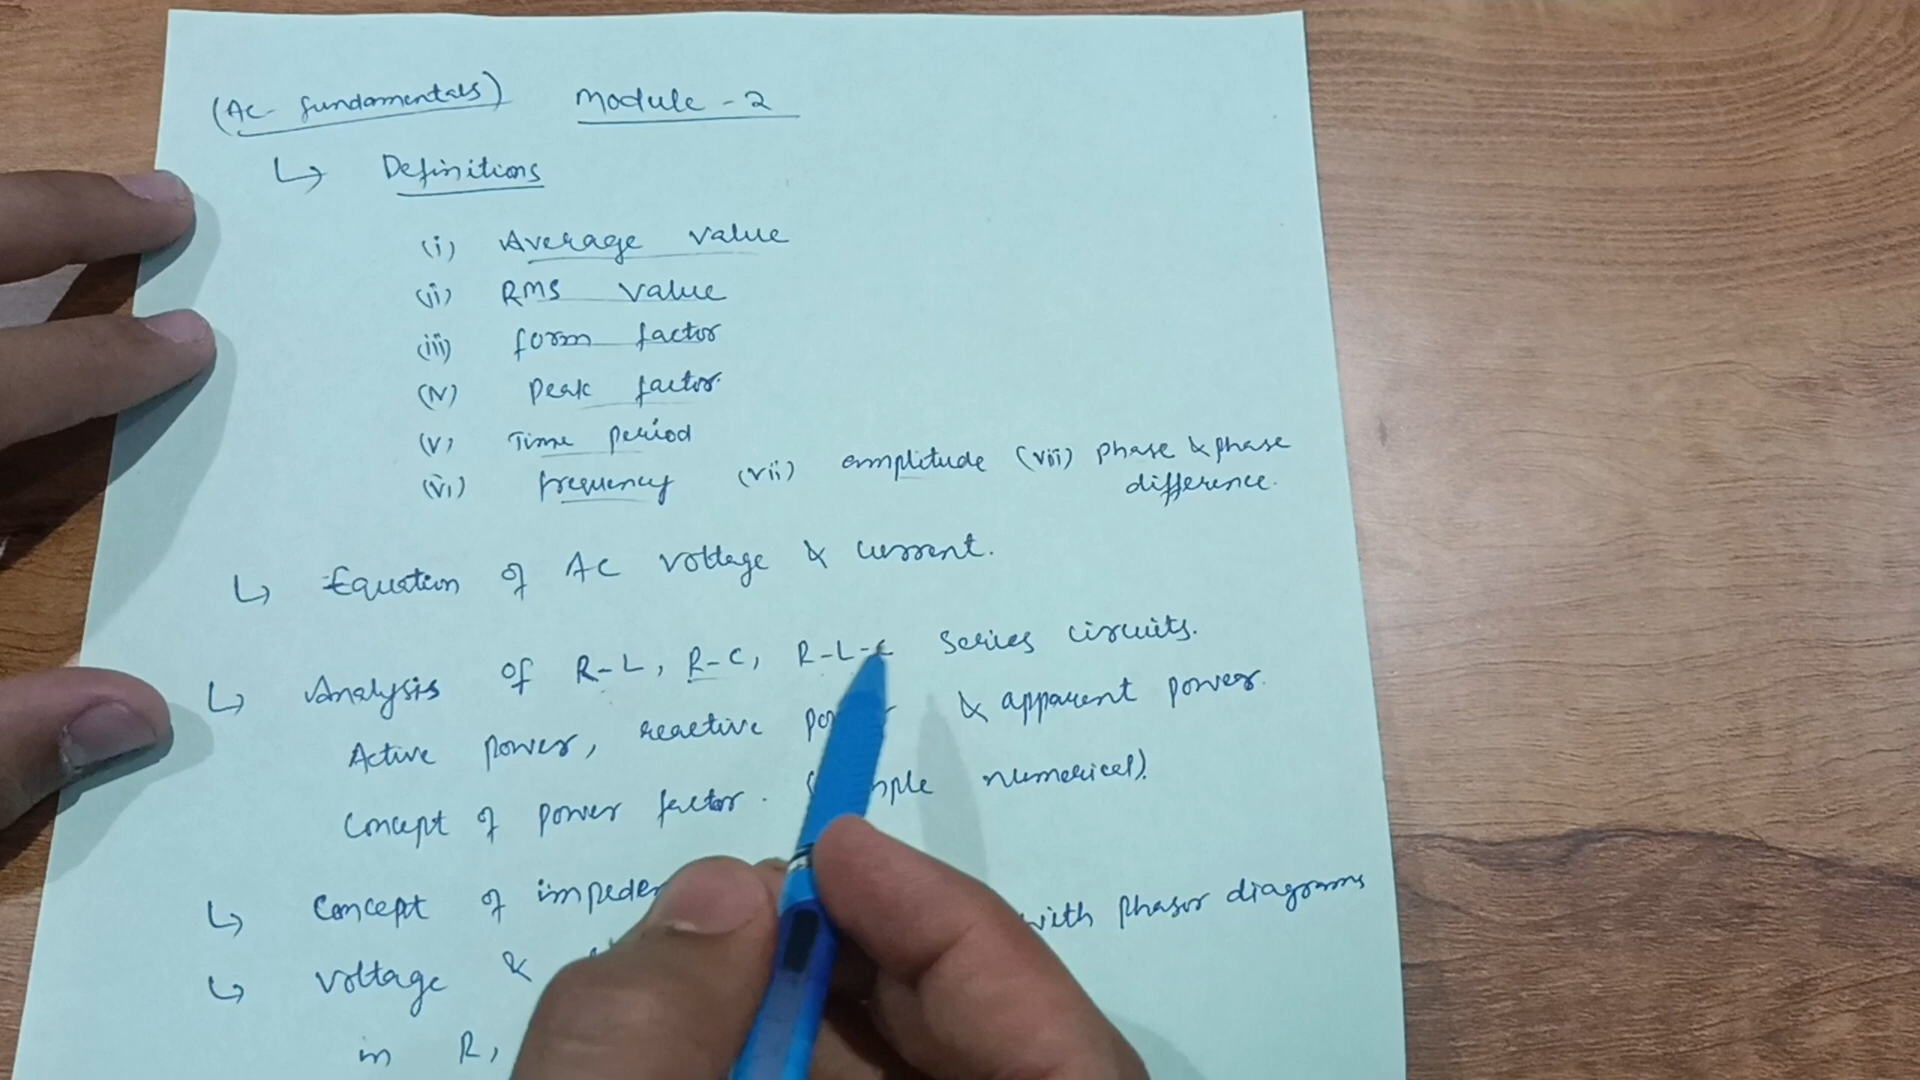 (AC fundamentals) Module - 2
↳ Definitions
(i) Average value
(ii) RMS value
(iii) form factor
(iv) Peak factor
(v) Time period
(vi) frequency (vii) amplitude (viii) phase & phase
difference.
↳ Equation of AC voltage & current.
↳ Analysis of R-L, R-C, R-L-C series circuits.
Active power, reactive & apparent power.
concept of power factor. numerical).
↳ concept of
↳ voltage & with phasor diagrams
in R,